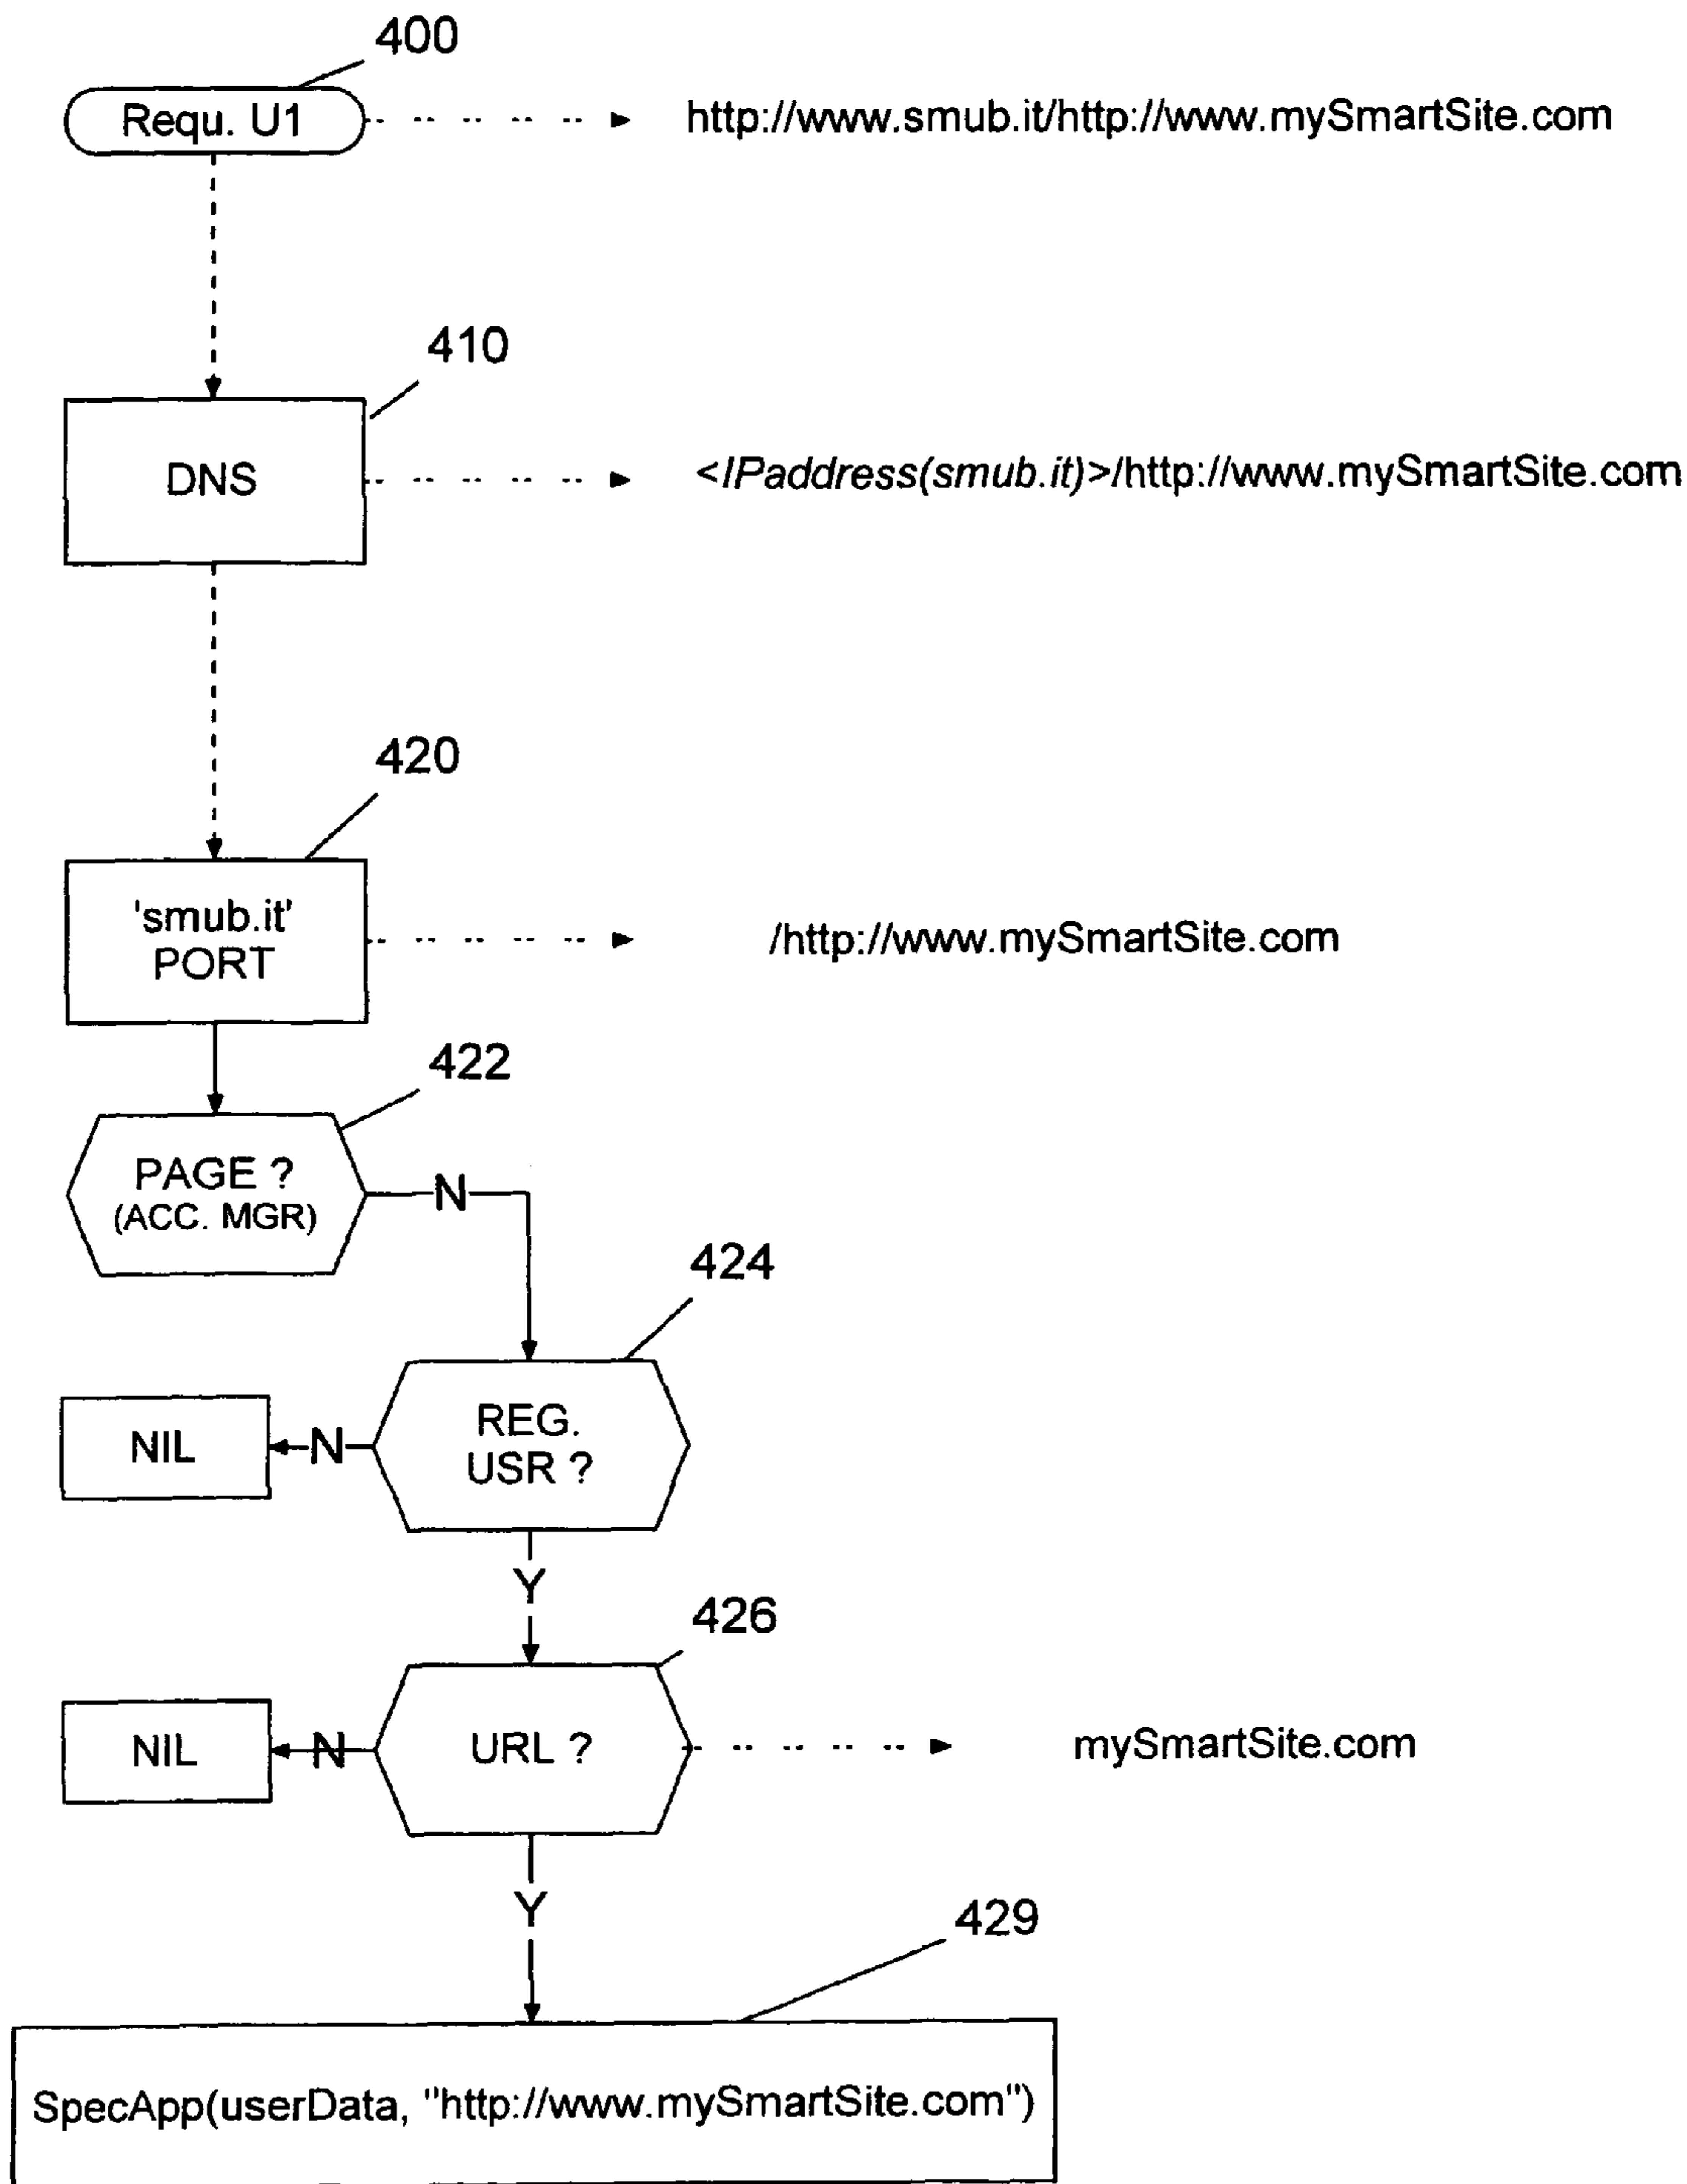 400
Requ. U1
http://www.smub.it/http://www.mySmartSite.com
410
DNS
<IPaddress(smub.it)>/http://www.mySmartSite.com
420
'smub.it'
PORT
/http://www.mySmartSite.com
422
PAGE ?
(ACC. MGR)
N
424
REG.
USR ?
N
NIL
Y
426
URL ?
N
NIL
mySmartSite.com
Y
429
SpecApp(userData, "http://www.mySmartSite.com")